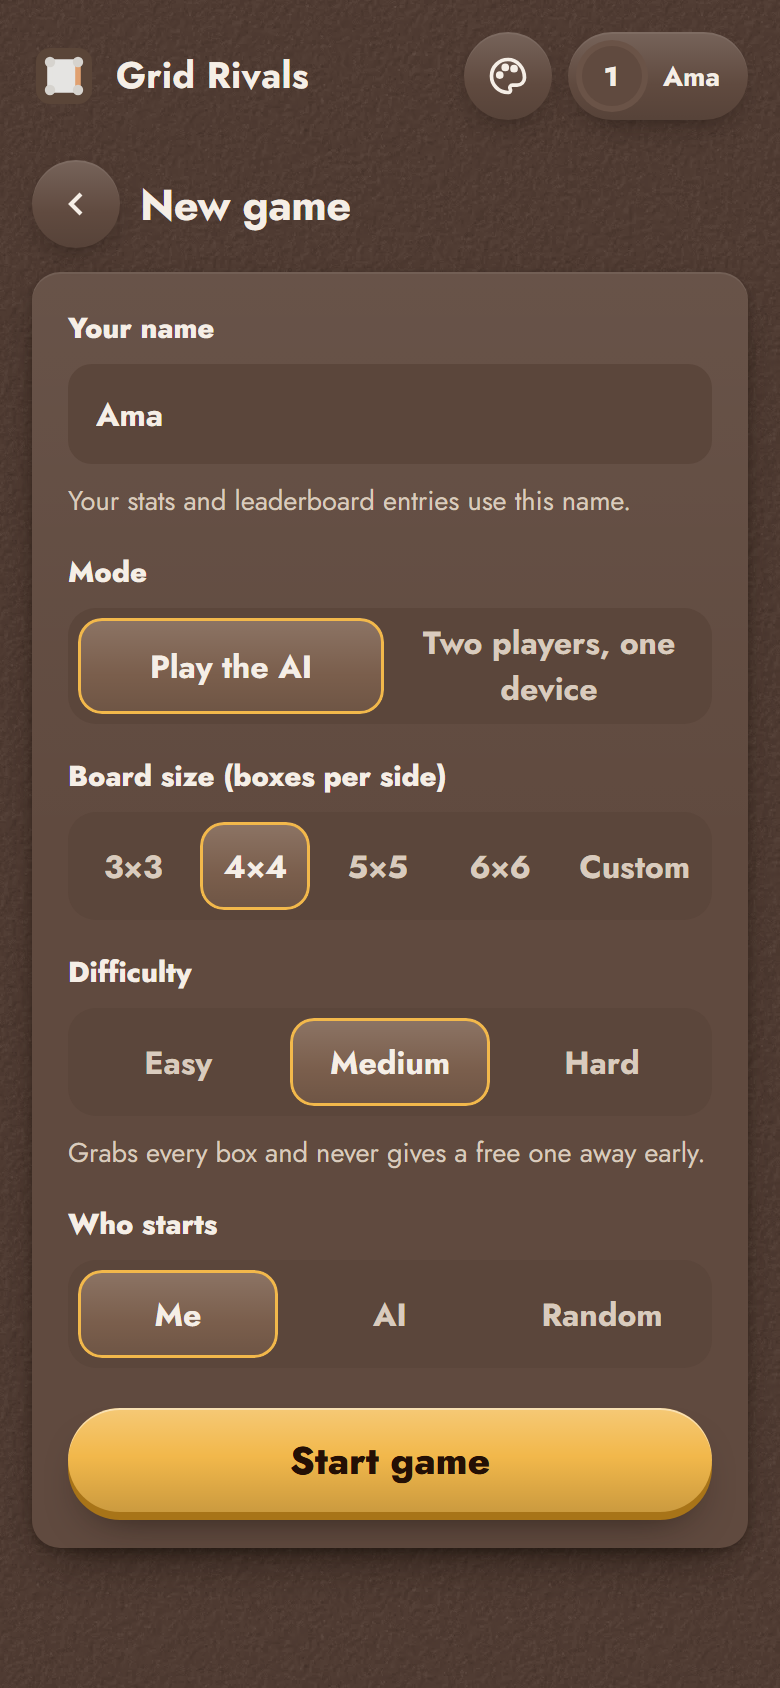 Grid Rivals
1 Ama
New game
Your name
Ama
Your stats and leaderboard entries use this name.
Mode
Play the AI
Two players, one
device
Board size (boxes per side)
3×3 4×4 5×5 6×6 Custom
Difficulty
Easy Medium Hard
Grabs every box and never gives a free one away early.
Who starts
Me AI Random
Start game